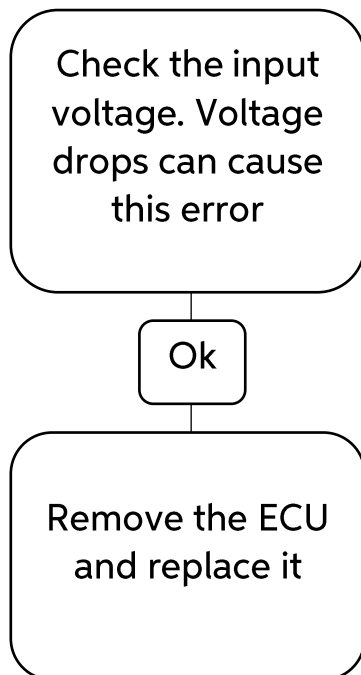 Check the input
voltage. Voltage
drops can cause
this error
Ok
Remove the ECU
and replace it